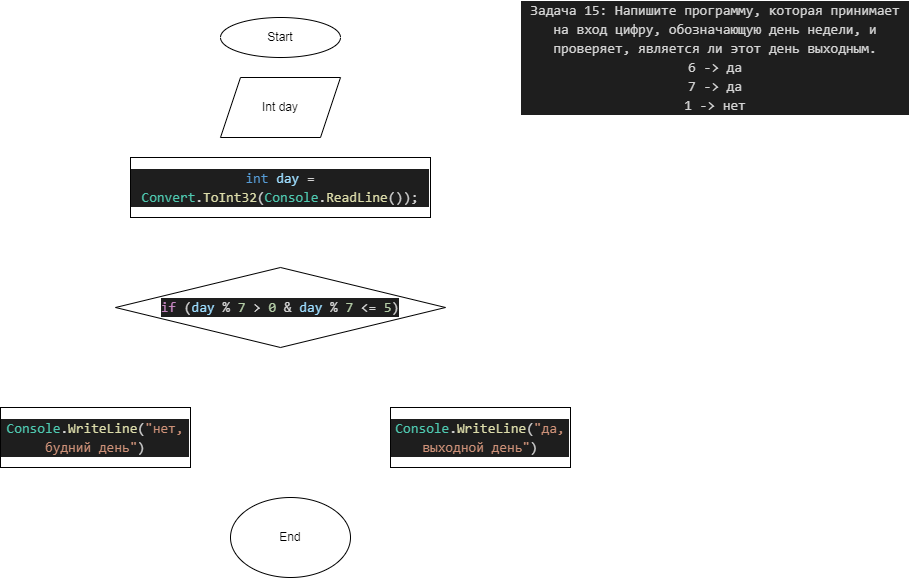 Start
Задача 15: Напишите программу, которая принимает
на вход цифру, обозначающую день недели, и
проверяет, является ли этот день выходным.
6 -> да
7 -> да
1 -> нет
Int day
int day =
Convert.ToInt32(Console.ReadLine());
if (day % 7 > 0 & day % 7 <= 5)
Console.WriteLine("нет,
будний день")
Console.WriteLine("да,
выходной день")
End